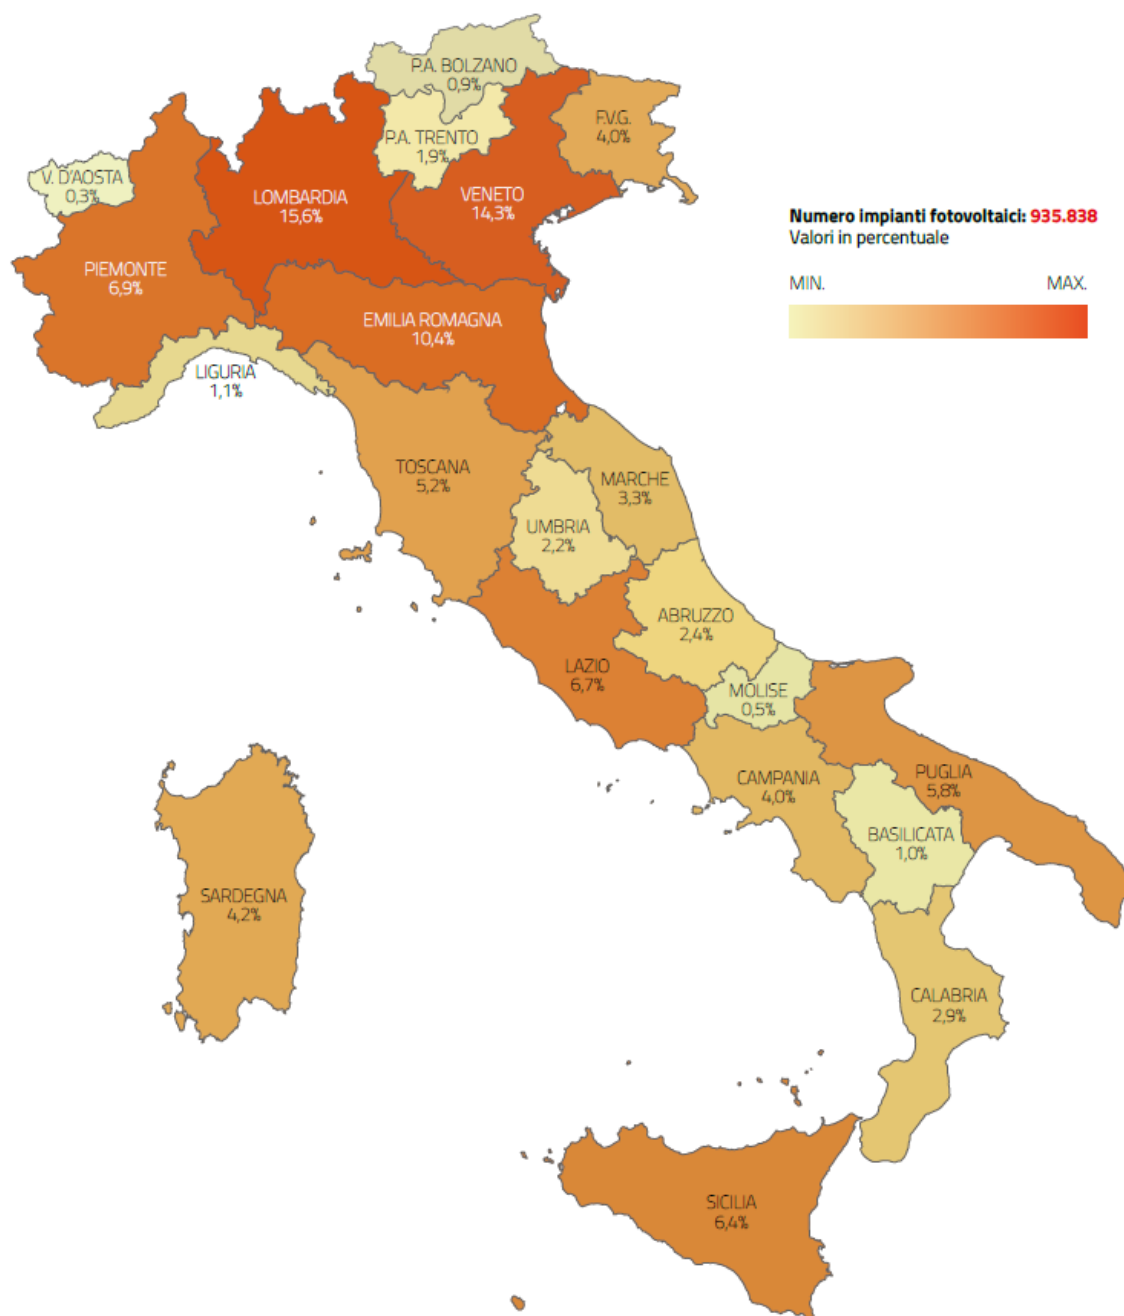 P.A. BOLZANO
0,9%
F.V.G.
4,0%
P.A. TRENTO
1,9%
V. D'AOSTA
0,3%
LOMBARDIA
15,6%
VENETO
14,3%
Numero impianti fotovoltaici: 935.838
Valori in percentuale
MIN.
MAX.
PIEMONTE
6,9%
EMILIA ROMAGNA
10,4%
LIGURIA
1,1%
TOSCANA
5,2%
MARCHE
3,3%
UMBRIA
2,2%
ABRUZZO
2,4%
LAZIO
6,7%
MOLISE
0,5%
CAMPANIA
4,0%
PUGLIA
5,8%
BASILICATA
1,0%
SARDEGNA
4,2%
CALABRIA
2,9%
SICILIA
6,4%